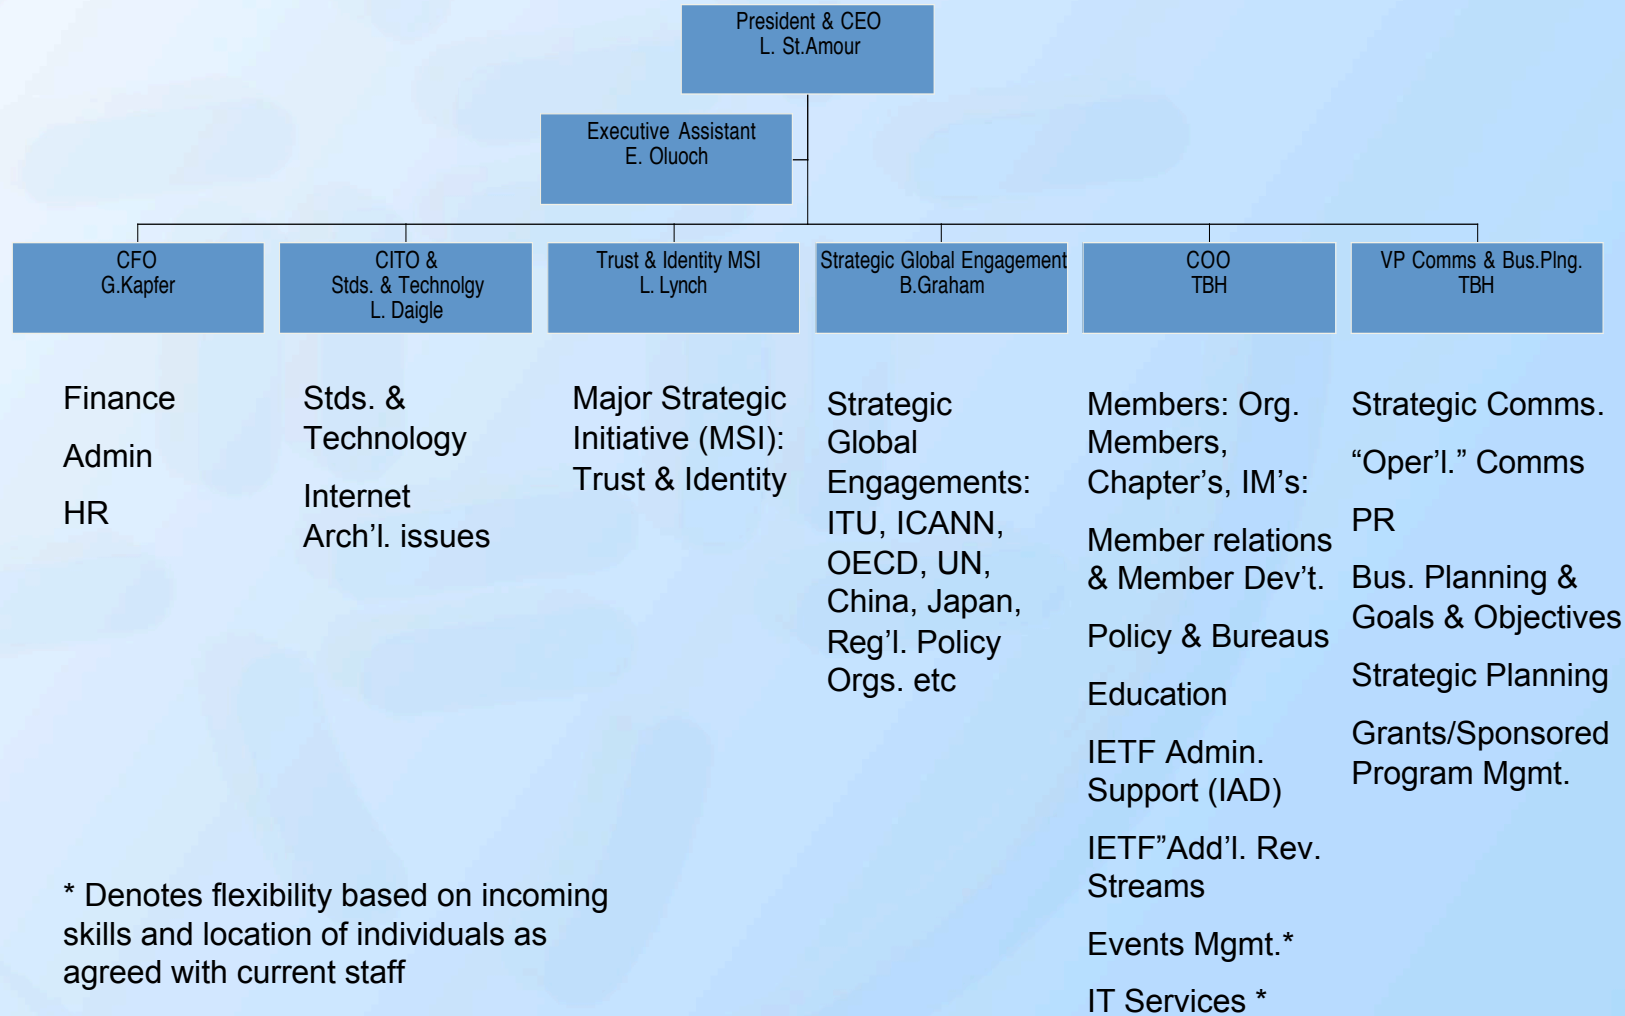 President & CEO
L. St.Amour
Executive Assistant
E. Oluoch
CFO
G.Kapfer
CITO &
Stds. & Technolgy
L. Daigle
Trust & Identity MSI
L. Lynch
Strategic Global Engagement
B.Graham
COO
TBH
VP Comms & Bus.Plng.
TBH
Finance
Admin
HR
Stds. &
Technology
Internet
Arch’l. issues
Major Strategic
Initiative (MSI):
Trust & Identity
Strategic
Global
Engagements:
ITU, ICANN,
OECD, UN,
China, Japan,
Reg’l. Policy
Orgs. etc
Members: Org.
Members,
Chapter’s, IM’s:
Member relations
& Member Dev’t.
Policy & Bureaus
Education
IETF Admin.
Support (IAD)
IETF”Add’l. Rev.
Streams
Events Mgmt.*
IT Services *
Strategic Comms.
“Oper’l.” Comms
PR
Bus. Planning &
Goals & Objectives
Strategic Planning
Grants/Sponsored
Program Mgmt.
* Denotes flexibility based on incoming
skills and location of individuals as
agreed with current staff